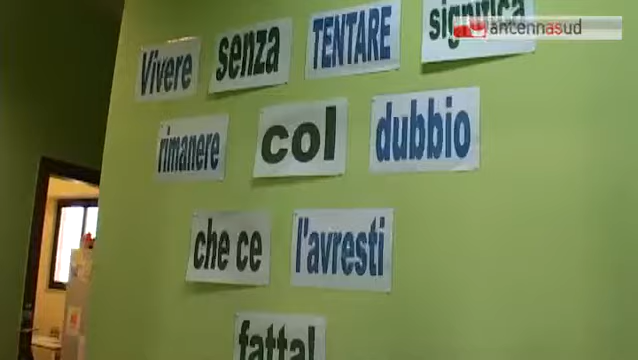 Vivere senza TENTARE significa
rimanere col dubbio
che ce l'avresti
fatta!
antennasud